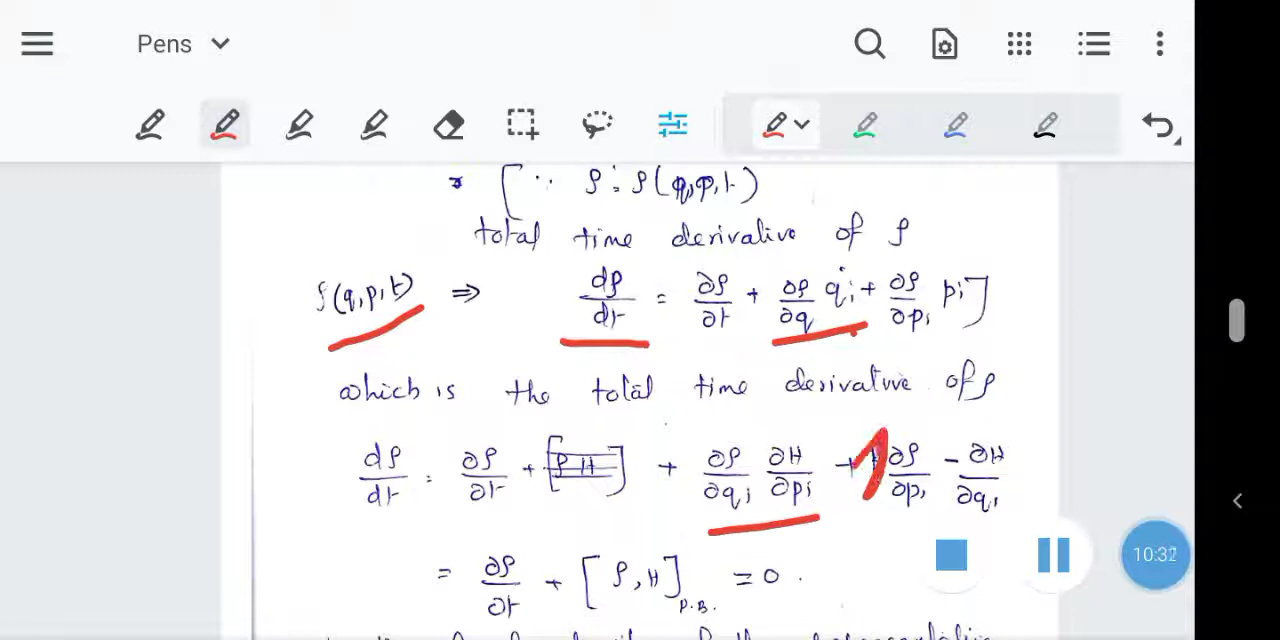 Pens
[ ∵ ρ : ρ(q,p,t)
total time derivative of ρ
ρ(q,p,t) ⇒ dρ/dt = ∂ρ/∂t + ∂ρ/∂q q̇i + ∂ρ/∂pi pi ]
which is the total time derivative of ρ
dρ/dt = ∂ρ/∂t + [ρ H] + ∂ρ/∂qi ∂H/∂pi + ∂ρ/∂pi - ∂H/∂qi
= ∂ρ/∂t + [ρ, H]P.B. = 0.
10:32